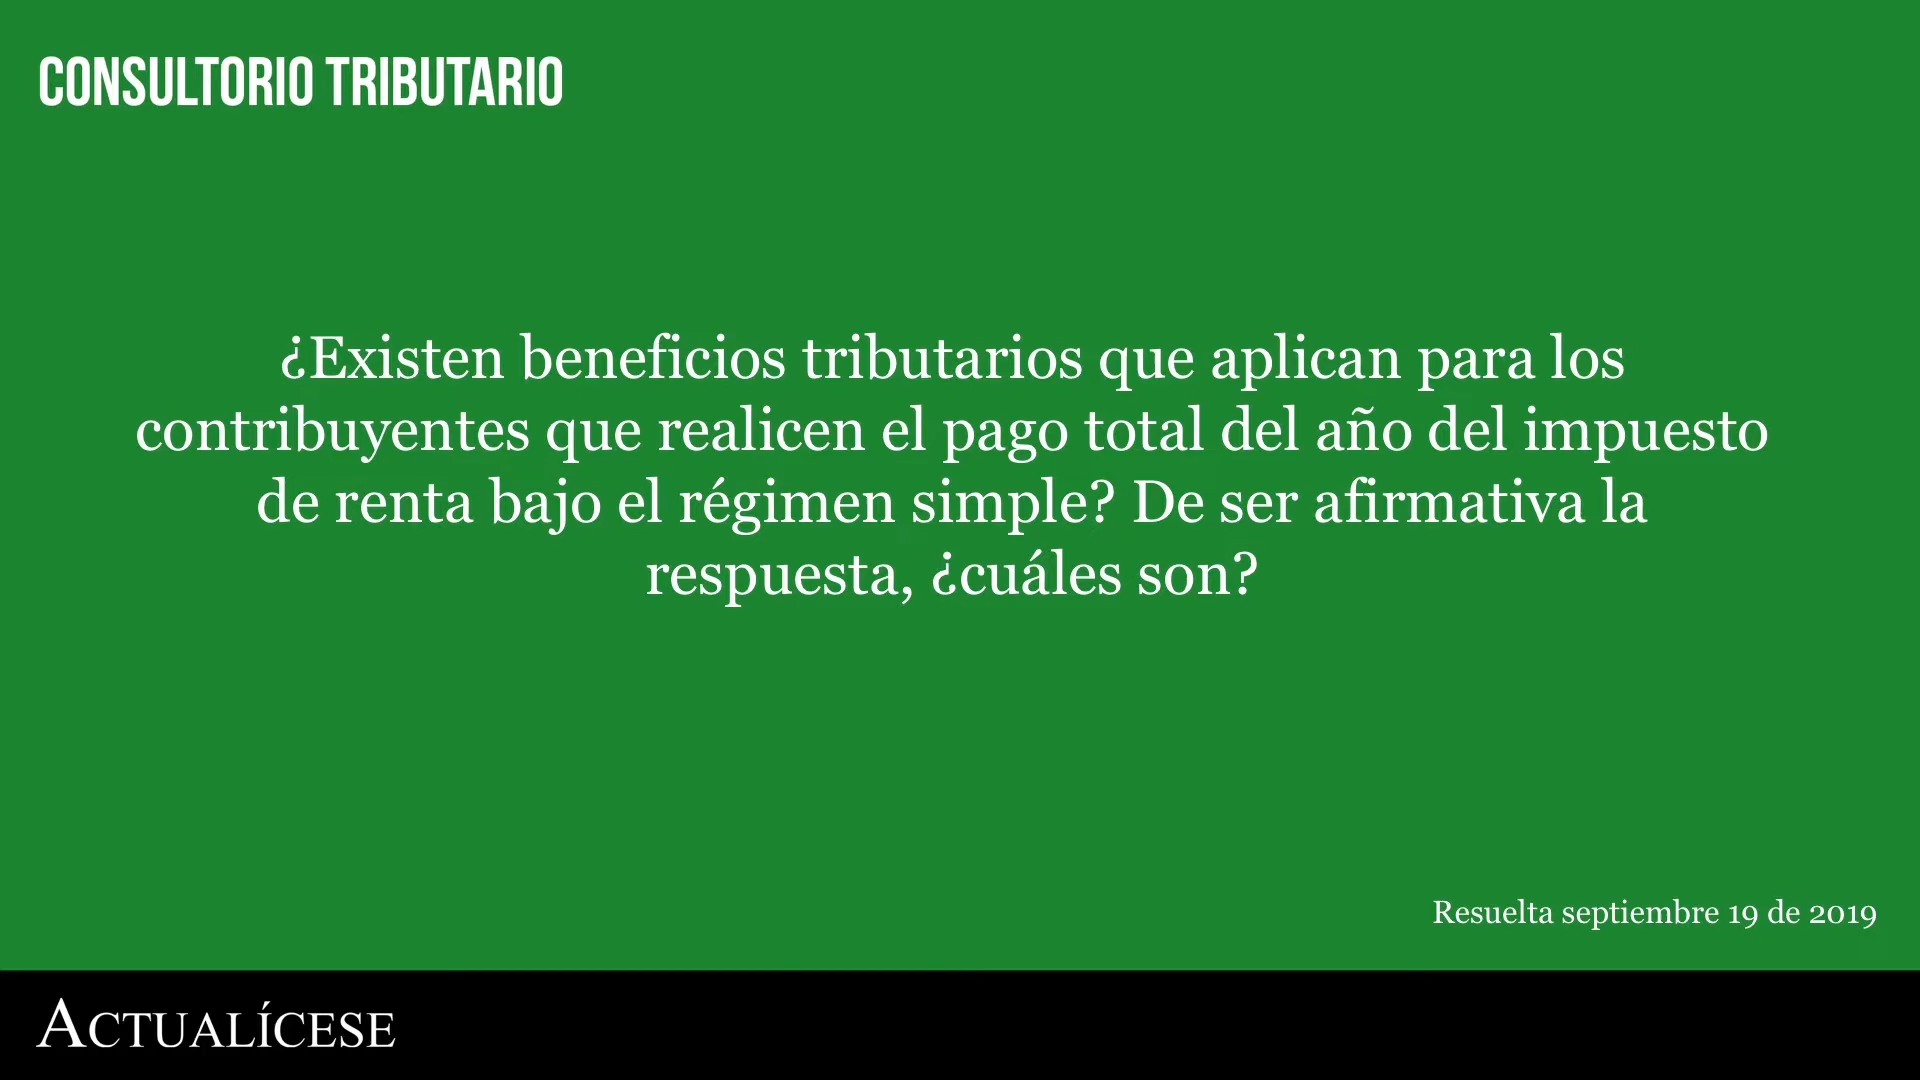 CONSULTORIO TRIBUTARIO
¿Existen beneficios tributarios que aplican para los
contribuyentes que realicen el pago total del año del impuesto
de renta bajo el régimen simple? De ser afirmativa la
respuesta, ¿cuáles son?
Resuelta septiembre 19 de 2019
ACTUALÍCESE